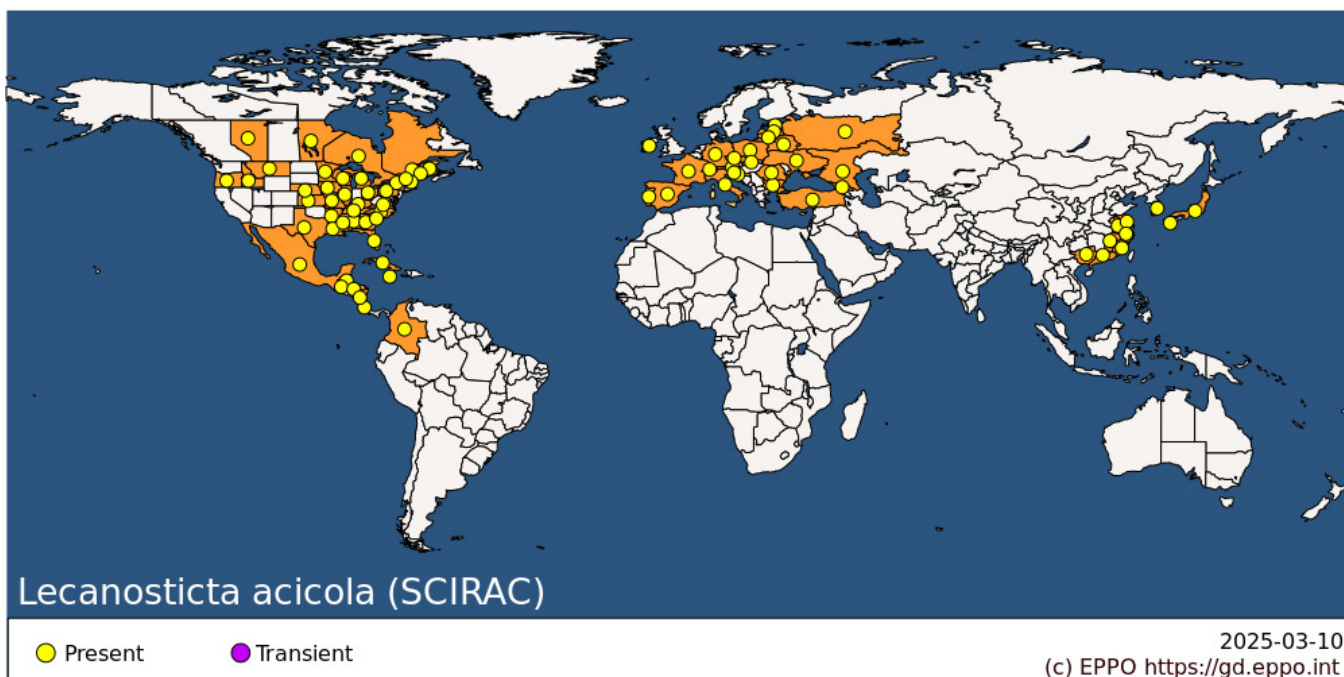 Lecanosticta acicola (SCIRAC)
Present
Transient
2025-03-10
(c) EPPO https://gd.eppo.int